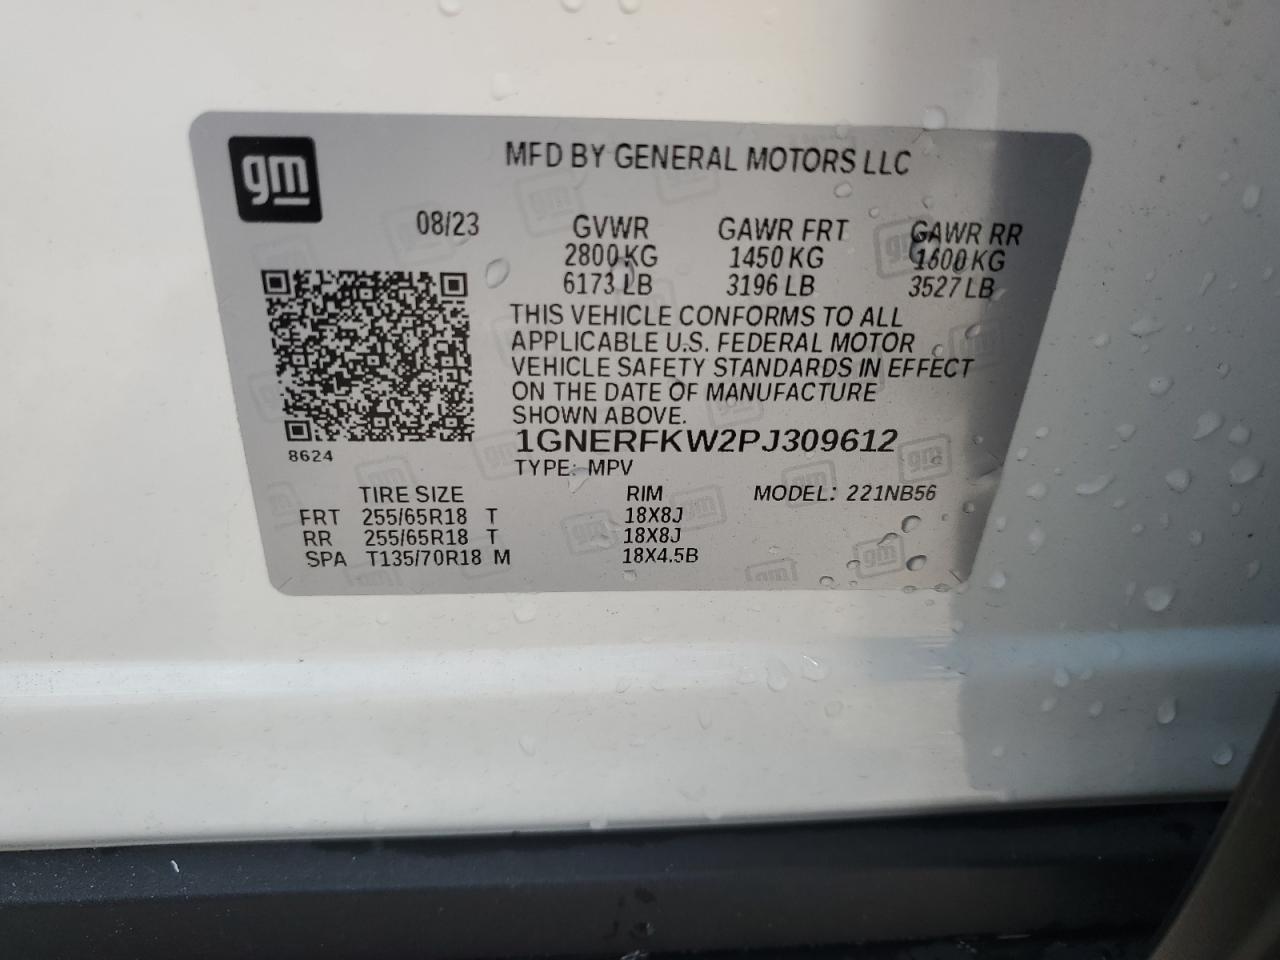 gm
MFD BY GENERAL MOTORS LLC
08/23 GVWR GAWR FRT GAWR RR
2800 KG 1450 KG 1600 KG
6173 LB 3196 LB 3527 LB
THIS VEHICLE CONFORMS TO ALL
APPLICABLE U.S. FEDERAL MOTOR
VEHICLE SAFETY STANDARDS IN EFFECT
ON THE DATE OF MANUFACTURE
SHOWN ABOVE.
1GNERFKW2PJ309612
8624
TYPE: MPV
TIRE SIZE RIM MODEL: 221NB56
FRT 255/65R18 T 18X8J
RR 255/65R18 T 18X8J
SPA T135/70R18 M 18X4.5B